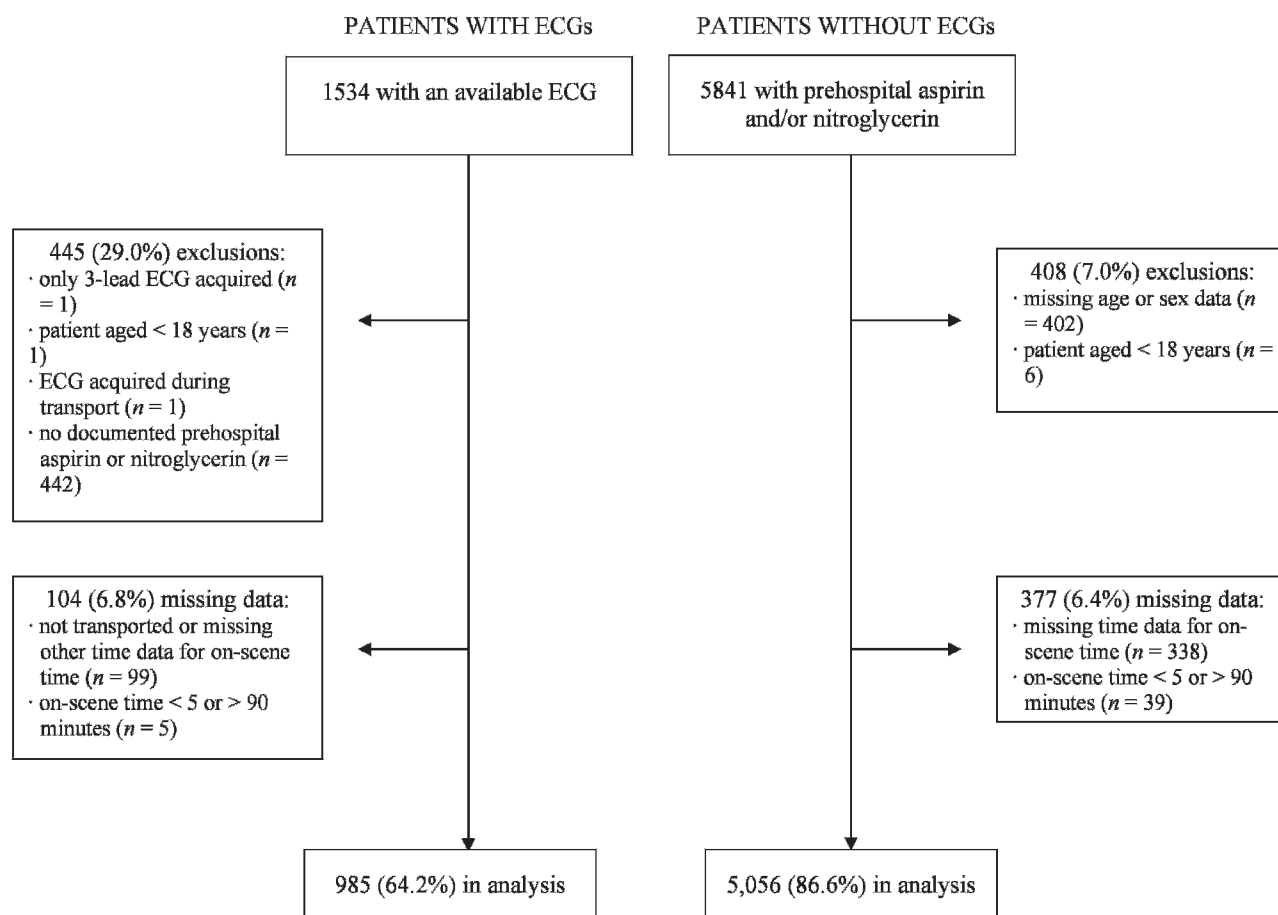 PATIENTS WITH ECGs
1534 with an available ECG
445 (29.0%) exclusions:
· only 3-lead ECG acquired (n
= 1)
· patient aged < 18 years (n =
1)
· ECG acquired during
transport (n = 1)
· no documented prehospital
aspirin or nitroglycerin (n =
442)
104 (6.8%) missing data:
· not transported or missing
other time data for on-scene
time (n = 99)
· on-scene time < 5 or > 90
minutes (n = 5)
985 (64.2%) in analysis
PATIENTS WITHOUT ECGs
5841 with prehospital aspirin
and/or nitroglycerin
408 (7.0%) exclusions:
· missing age or sex data (n
= 402)
· patient aged < 18 years (n =
6)
377 (6.4%) missing data:
· missing time data for on-
scene time (n = 338)
· on-scene time < 5 or > 90
minutes (n = 39)
5,056 (86.6%) in analysis